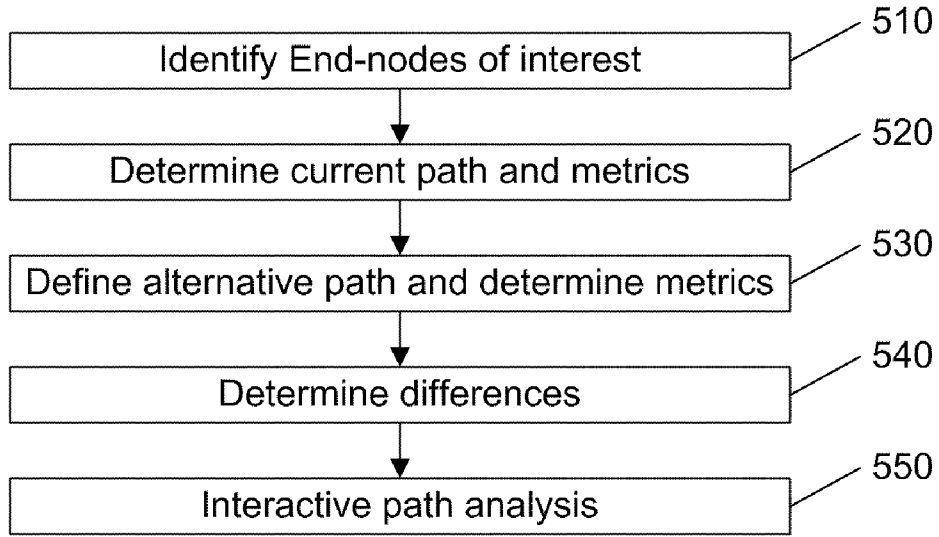 510
Identify End-nodes of interest
520
Determine current path and metrics
530
Define alternative path and determine metrics
540
Determine differences
550
Interactive path analysis